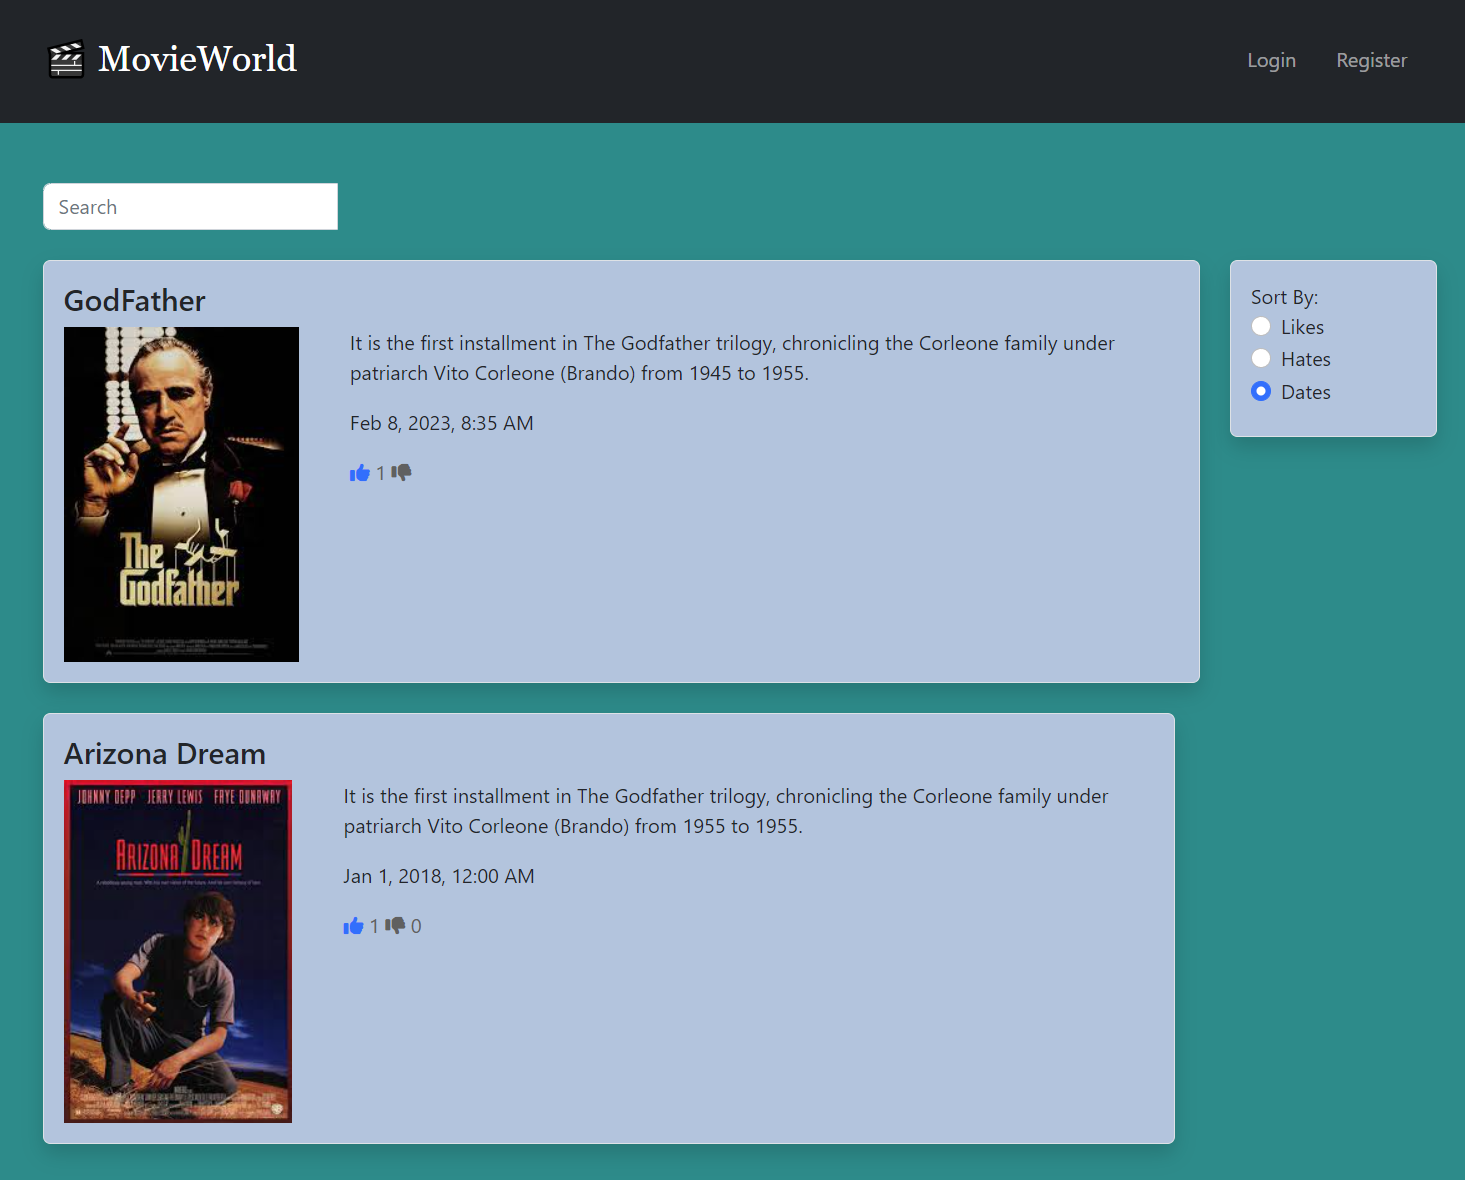 MovieWorld
Login Register
Search
GodFather
It is the first installment in The Godfather trilogy, chronicling the Corleone family under
patriarch Vito Corleone (Brando) from 1945 to 1955.
Feb 8, 2023, 8:35 AM
1
The
Godfather
Sort By:
Likes
Hates
Dates
Arizona Dream
JOHNNY DEPP JERRY LEWIS FAYE DUNAWAY
ARIZONA DREAM
It is the first installment in The Godfather trilogy, chronicling the Corleone family under
patriarch Vito Corleone (Brando) from 1955 to 1955.
Jan 1, 2018, 12:00 AM
1 0